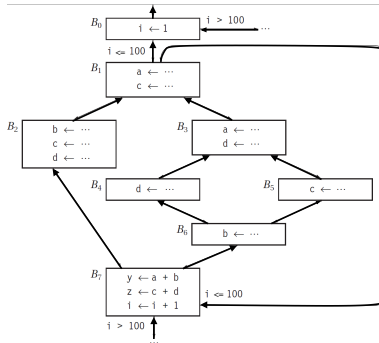 B0
i ← 1
i > 100
...
i <= 100
B1
a ← ...
c ← ...
B2
b ← ...
c ← ...
d ← ...
B3
a ← ...
d ← ...
B4
d ← ...
B5
c ← ...
B6
b ← ...
B7
y ← a + b
z ← c + d
i ← i + 1
i <= 100
i > 100
...